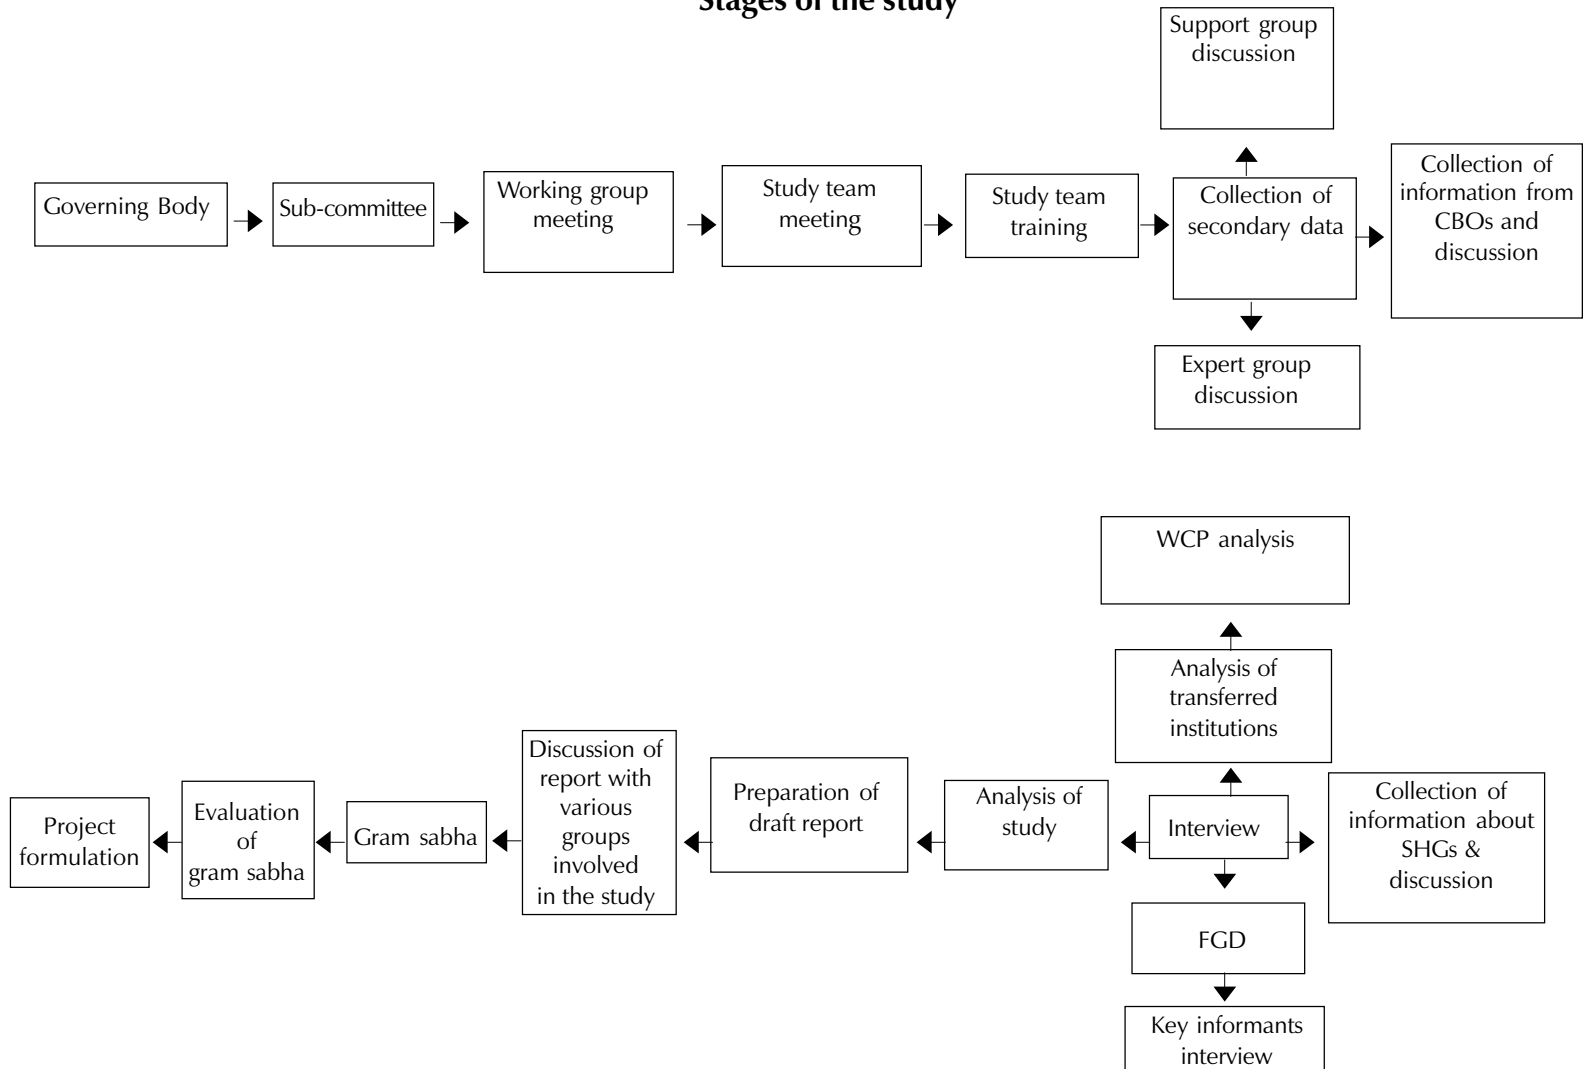 Stages of the study
Support group
discussion
Governing Body
Sub-committee
Working group
meeting
Study team
meeting
Study team
training
Collection of
secondary data
Collection of
information from
CBOs and
discussion
Expert group
discussion
WCP analysis
Analysis of
transferred
institutions
Project
formulation
Evaluation
of
gram sabha
Gram sabha
Discussion of
report with
various
groups
involved
in the study
Preparation of
draft report
Analysis of
study
Interview
Collection of
information about
SHGs &
discussion
FGD
Key informants
interview